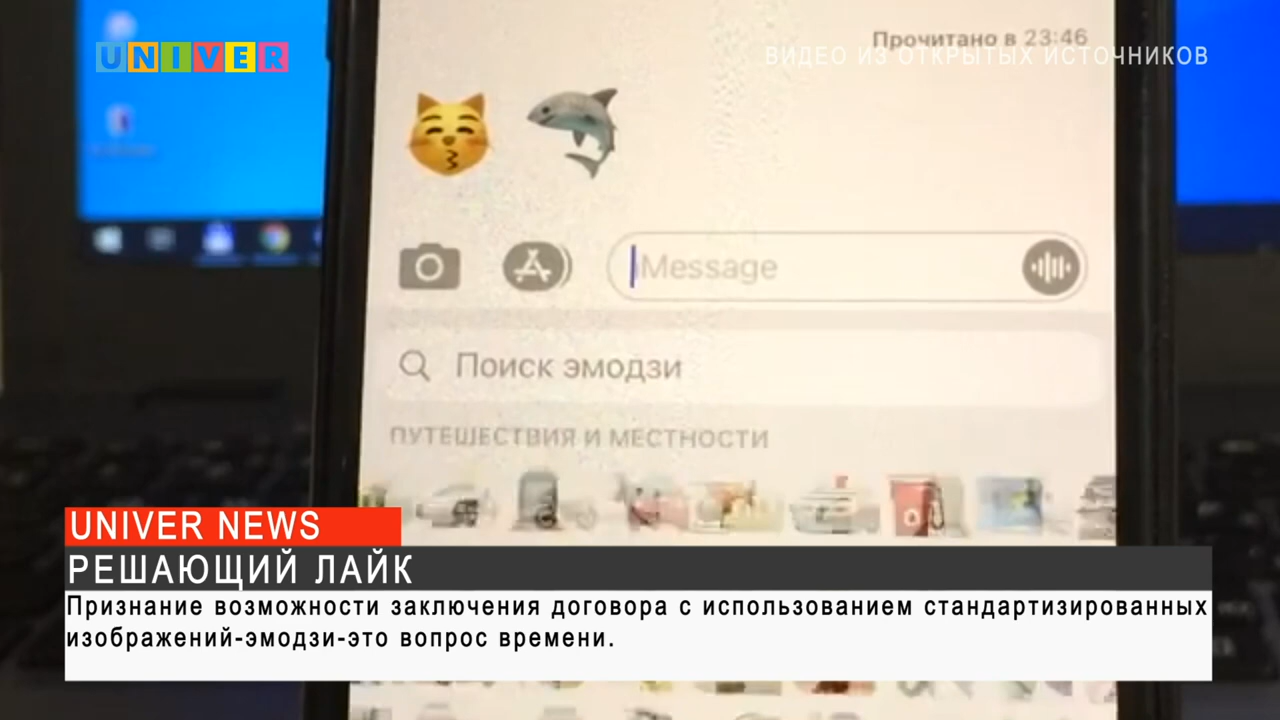 Прочитано в 23:46
UNIVER
ВИДЕО ИЗ ОТКРЫТЫХ ИСТОЧНИКОВ
Message
Поиск эмодзи
ПУТЕШЕСТВИЯ И МЕСТНОСТИ
UNIVER NEWS
РЕШАЮЩИЙ ЛАЙК
Признание возможности заключения договора с использованием стандартизированных
изображений-эмодзи-это вопрос времени.